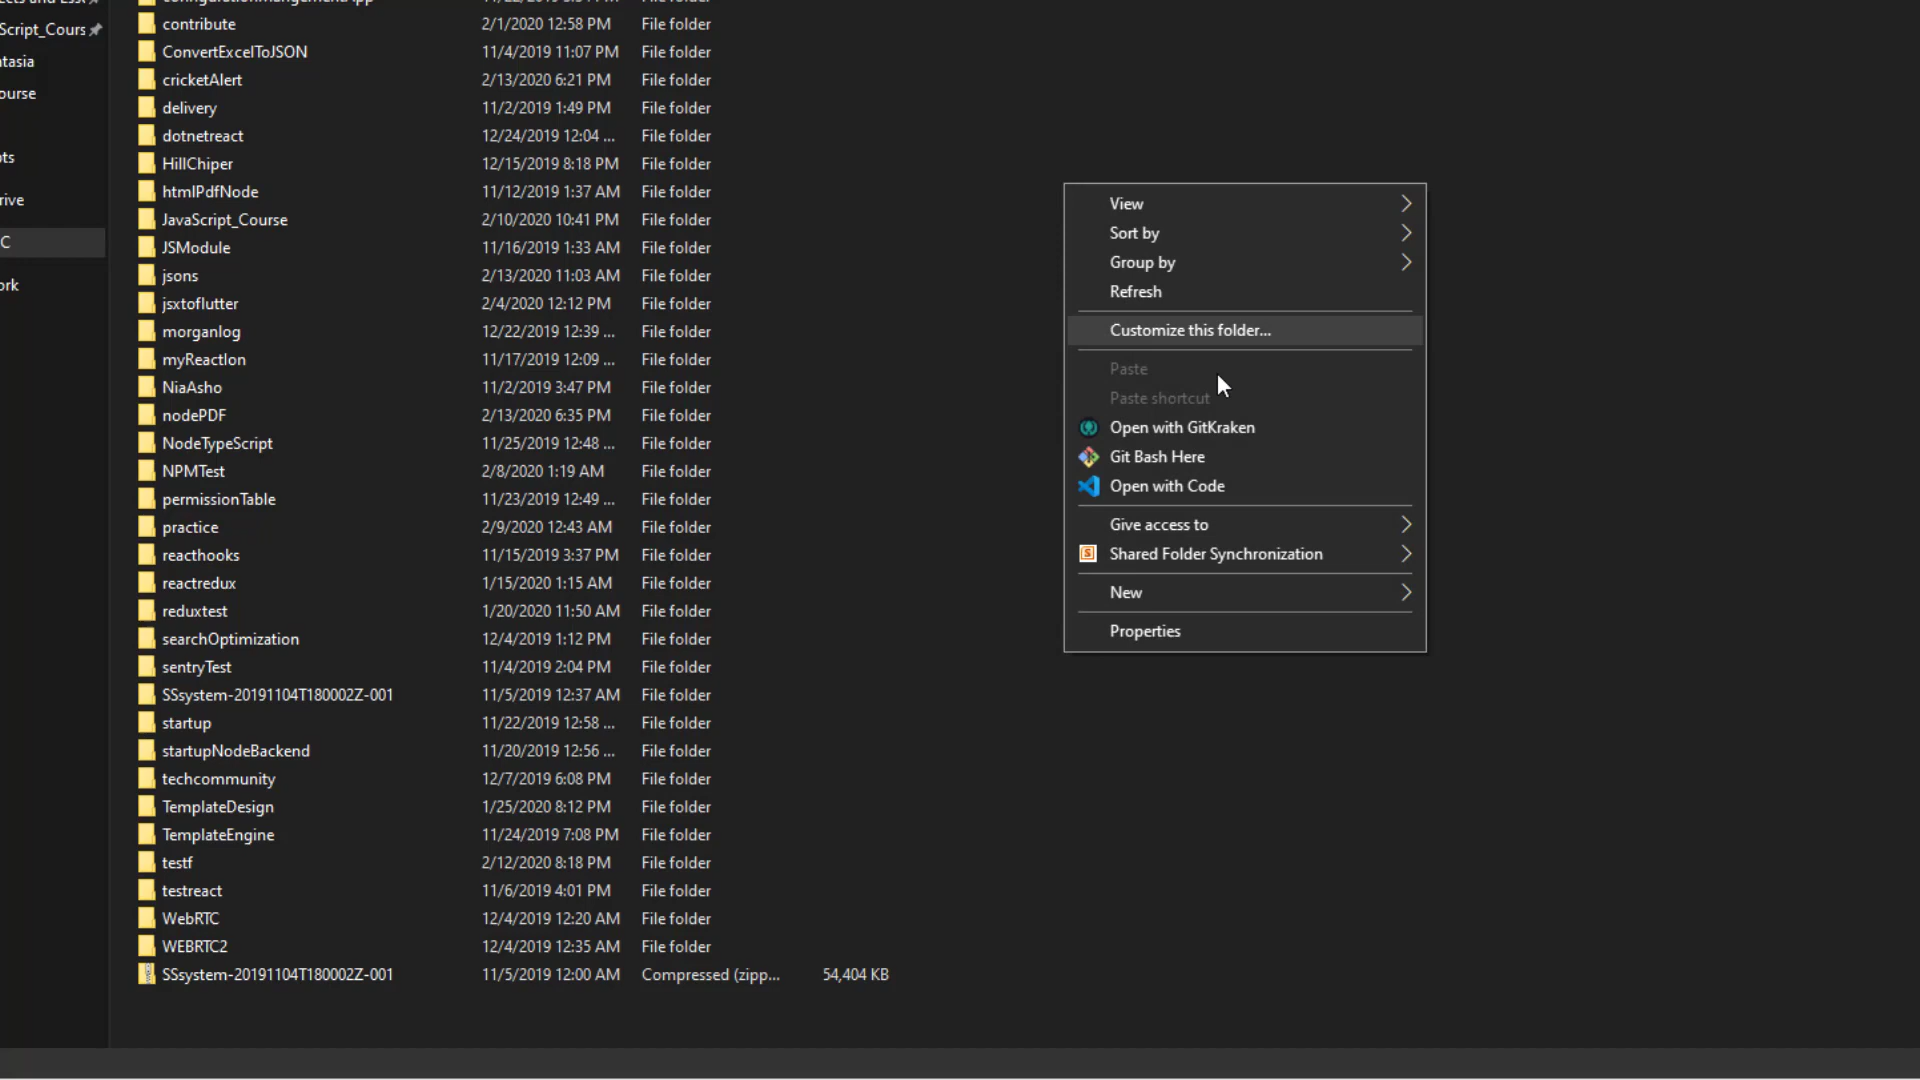 Script_Cours
contribute 2/1/2020 12:58 PM File folder
tasia
ConvertExcelToJSON 11/4/2019 11:07 PM File folder
ourse
cricketAlert 2/13/2020 6:21 PM File folder
delivery 11/2/2019 1:49 PM File folder
dotnetreact 12/24/2019 12:04 ... File folder
ts
HillChiper 12/15/2019 8:18 PM File folder
rive
htmlPdfNode 11/12/2019 1:37 AM File folder
JavaScript_Course 2/10/2020 10:41 PM File folder
C
JSModule 11/16/2019 1:33 AM File folder
ork
jsons 2/13/2020 11:03 AM File folder
jsxtoflutter 2/4/2020 12:12 PM File folder
morganlog 12/22/2019 12:39 ... File folder
myReactIon 11/17/2019 12:09 ... File folder
NiaAsho 11/2/2019 3:47 PM File folder
nodePDF 2/13/2020 6:35 PM File folder
NodeTypeScript 11/25/2019 12:48 ... File folder
NPMTest 2/8/2020 1:19 AM File folder
permissionTable 11/23/2019 12:49 ... File folder
practice 2/9/2020 12:43 AM File folder
reacthooks 11/15/2019 3:37 PM File folder
reactredux 1/15/2020 1:15 AM File folder
reduxtest 1/20/2020 11:50 AM File folder
searchOptimization 12/4/2019 1:12 PM File folder
sentryTest 11/4/2019 2:04 PM File folder
SSsystem-20191104T180002Z-001 11/5/2019 12:37 AM File folder
startup 11/22/2019 12:58 ... File folder
startupNodeBackend 11/20/2019 12:56 ... File folder
techcommunity 12/7/2019 6:08 PM File folder
TemplateDesign 1/25/2020 8:12 PM File folder
TemplateEngine 11/24/2019 7:08 PM File folder
testf 2/12/2020 8:18 PM File folder
testreact 11/6/2019 4:01 PM File folder
WebRTC 12/4/2019 12:20 AM File folder
WEBRTC2 12/4/2019 12:35 AM File folder
SSsystem-20191104T180002Z-001 11/5/2019 12:00 AM Compressed (zipp... 54,404 KB
View
Sort by
Group by
Refresh
Customize this folder...
Paste
Paste shortcut
Open with GitKraken
Git Bash Here
Open with Code
Give access to
Shared Folder Synchronization
New
Properties